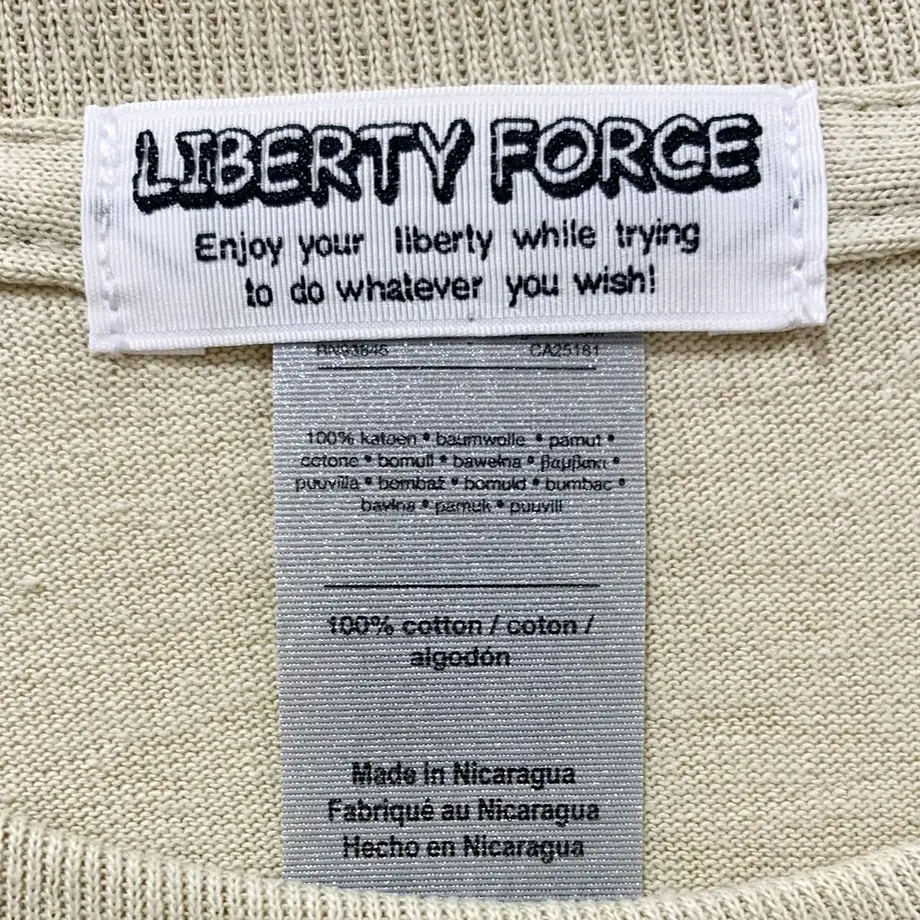 LIBERTY FORCE
Enjoy your liberty while trying
to do whatever you wish!
RN93846 CA25181
100% katoen • baumwolle • pamut •
cotone • bomull • bawełna • βαμβακι •
puuvilla • bombaž • bomuld • bumbac •
bavlna • pamuk • puuvill
100% cotton / coton /
algodón
Made in Nicaragua
Fabriqué au Nicaragua
Hecho en Nicaragua